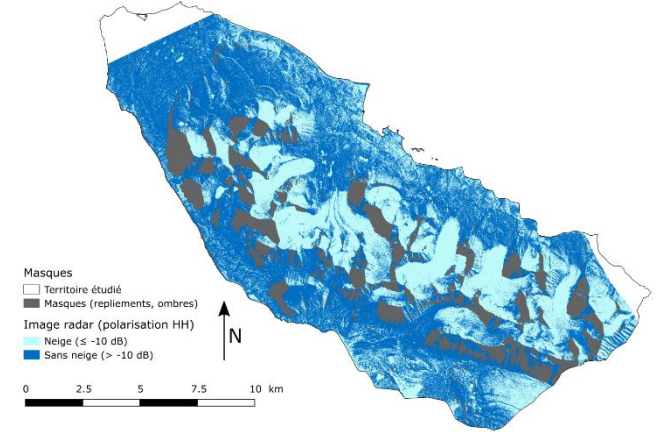 Masques
Territoire étudié
Masques (repliements, ombres)
Image radar (polarisation HH)
Neige (≤ -10 dB)
Sans neige (> -10 dB)
N
0 2.5 5 7.5 10 km